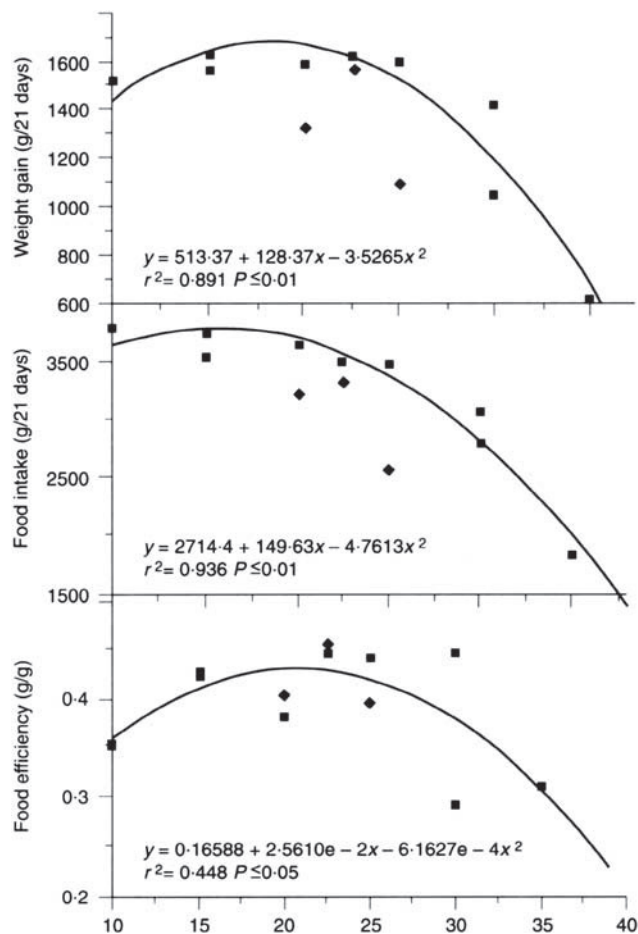 Weight gain (g/21 days)
1600
1400
1200
1000
800
600
y = 513·37 + 128·37x − 3·5265x²
r² = 0·891 P ≤0·01
Food intake (g/21 days)
3500
2500
1500
y = 2714·4 + 149·63x − 4·7613x²
r² = 0·936 P ≤0·01
Food efficiency (g/g)
0·4
0·3
0·2
y = 0·16588 + 2·5610e − 2x − 6·1627e − 4x²
r² = 0·448 P ≤0·05
10 15 20 25 30 35 40